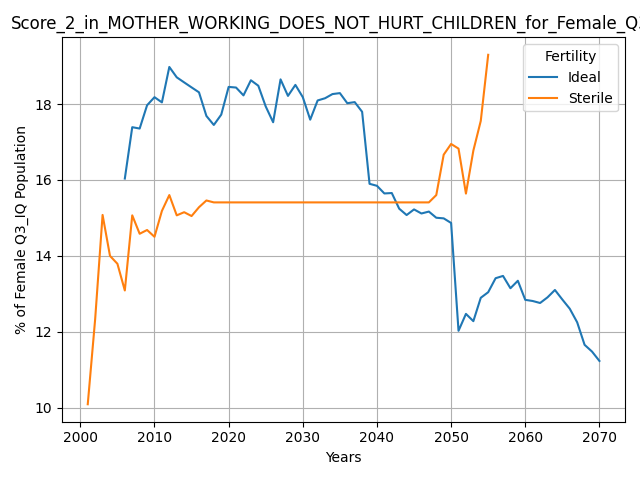 Score_2_in_MOTHER_WORKING_DOES_NOT_HURT_CHILDREN_for_Female_Q3
% of Female Q3_IQ Population
18
16
14
12
10
Fertility
Ideal
Sterile
2000 2010 2020 2030 2040 2050 2060 2070
Years